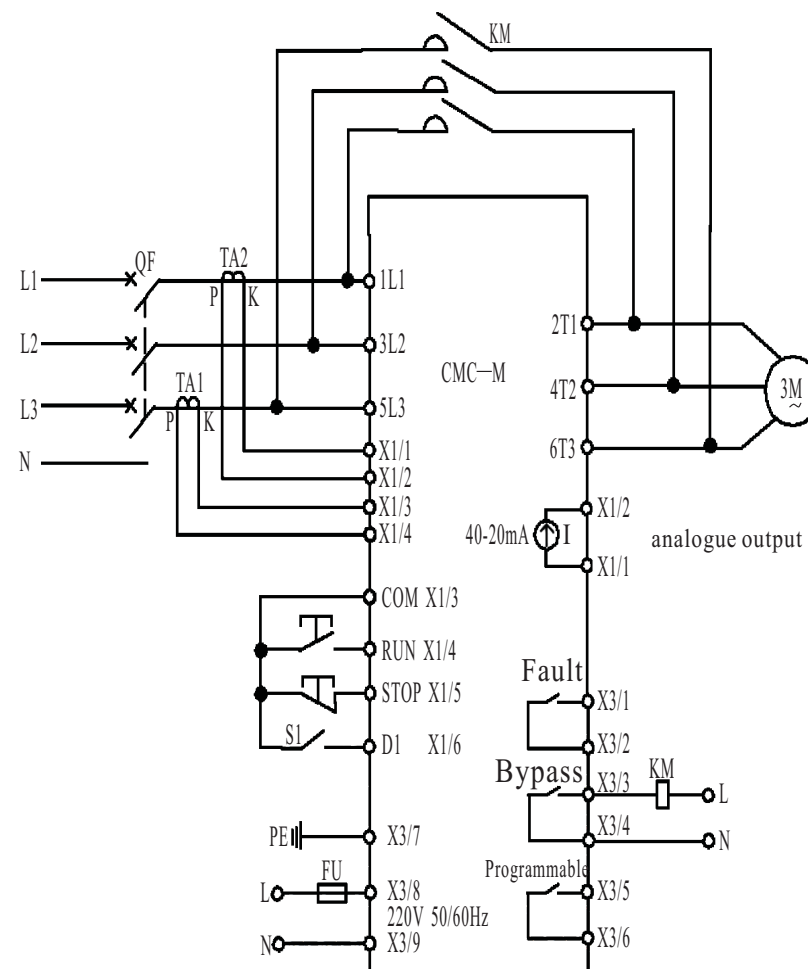 KM
QF
TA2
L1
P
K
1L1
2T1
L2
3L2
CMC—M
4T2
3M
~
TA1
L3
P
K
5L3
6T3
N
X1/1
X1/2
X1/3
X1/4
X1/2
40-20mA
I
analogue output
X1/1
COM X1/3
RUN X1/4
STOP X1/5
S1
D1 X1/6
Fault
X3/1
X3/2
Bypass
X3/3
KM
L
X3/4
N
PE
X3/7
FU
L
X3/8
220V 50/60Hz
N
X3/9
Programmable
X3/5
X3/6